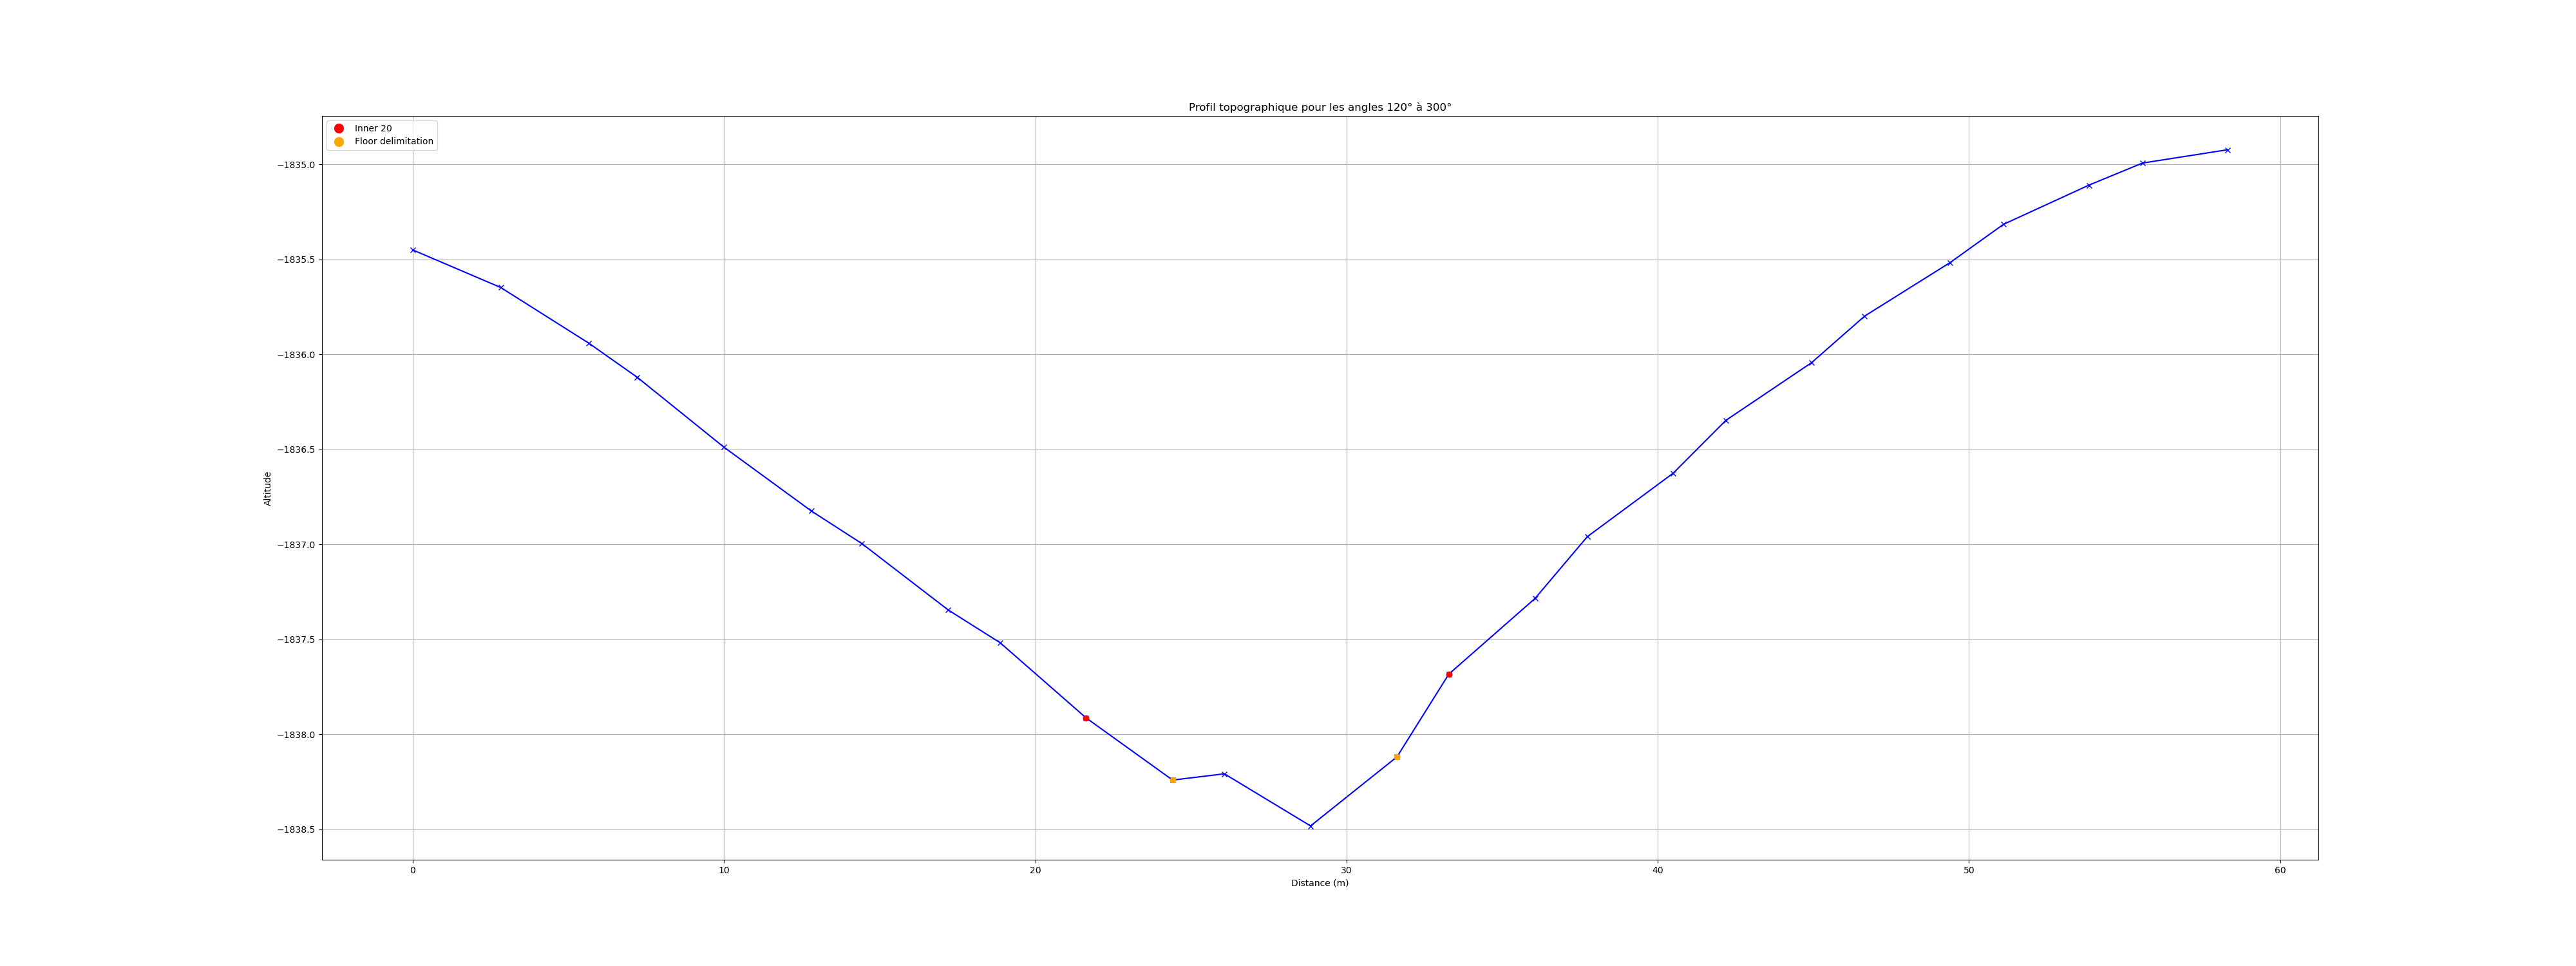 Profil topographique pour les angles 120° à 300°
Inner 20
Floor delimitation
−1835.0
−1835.5
−1836.0
−1836.5
−1837.0
−1837.5
−1838.0
−1838.5
Altitude
0 10 20 30 40 50 60
Distance (m)